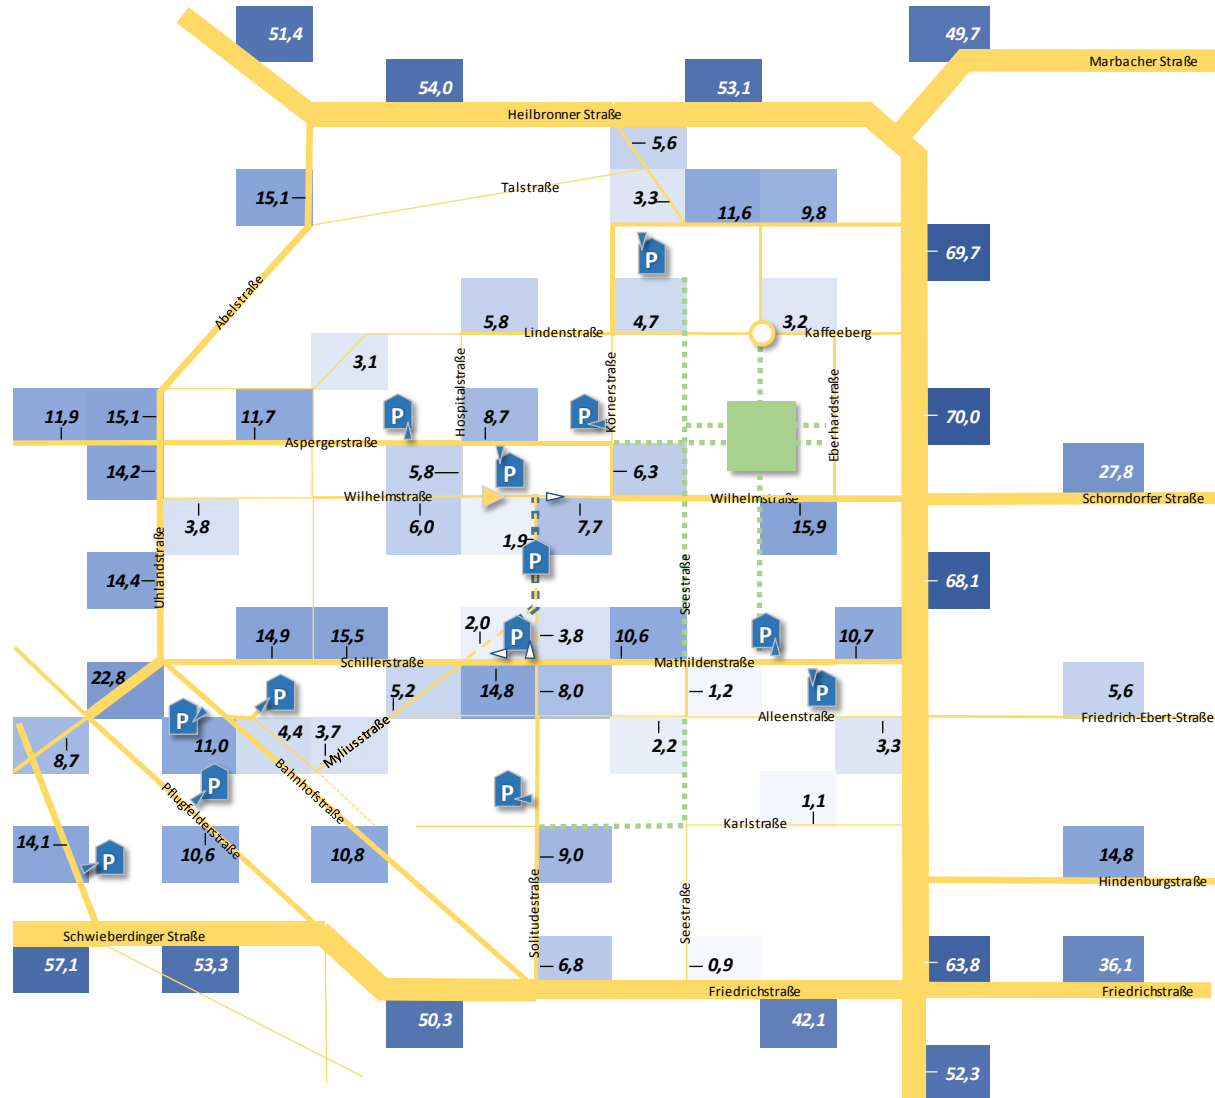 51,4
49,7
Marbacher Straße
54,0
53,1
Heilbronner Straße
5,6
Talstraße
15,1
3,3
11,6
9,8
69,7
P
Abelstraße
5,8
4,7
3,2
Lindenstraße
Kaffeeberg
3,1
Hospitalstraße
Körnerstraße
Eberhardstraße
11,9
15,1
11,7
P
8,7
P
70,0
Aspergerstraße
14,2
5,8
P
6,3
27,8
Wilhelmstraße
Wilhelmstraße
Schorndorfer Straße
3,8
6,0
1,9
7,7
15,9
Uhlandstraße
P
Seestraße
14,4
68,1
14,9
15,5
2,0
P
3,8
10,6
P
10,7
Schillerstraße
Mathildenstraße
22,8
P
5,2
14,8
8,0
1,2
P
5,6
P
Alleenstraße
Friedrich-Ebert-Straße
8,7
11,0
4,4
3,7
Myliusstraße
2,2
3,3
P
Pflugfelderstraße
Bahnhofstraße
P
1,1
Karlstraße
14,1
P
10,6
10,8
9,0
14,8
Hindenburgstraße
Solitudestraße
Seestraße
Schwieberdinger Straße
57,1
53,3
6,8
0,9
63,8
36,1
Friedrichstraße
Friedrichstraße
50,3
42,1
52,3